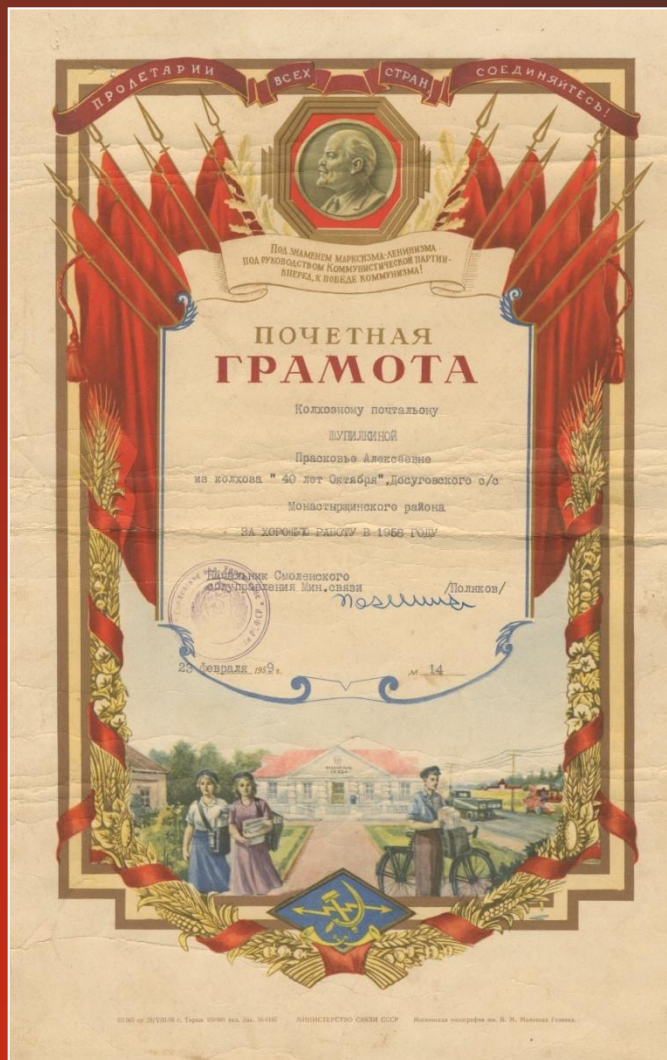 ПРОЛЕТАРИИ ВСЕХ СТРАН СОЕДИНЯЙТЕСЬ!
Под знаменем марксизма-ленинизма
под руководством Коммунистической партии-
вперед, к победе коммунизма!
ПОЧЕТНАЯ
ГРАМОТА
Колхозному почтальону
ШУПИЛКИНОЙ
Прасковье Алексеевне
из колхоза " 40 лет Октября",Досуговского с/с
Монастырщинского района
ЗА ХОРОШУЮ РАБОТУ В 1958 ГОДУ
Начальник Смоленского
облуправления Мин.связи /Поляков/
23 февраля 1959 г. № 14
МИНИСТЕРСТВО СВЯЗИ СССР